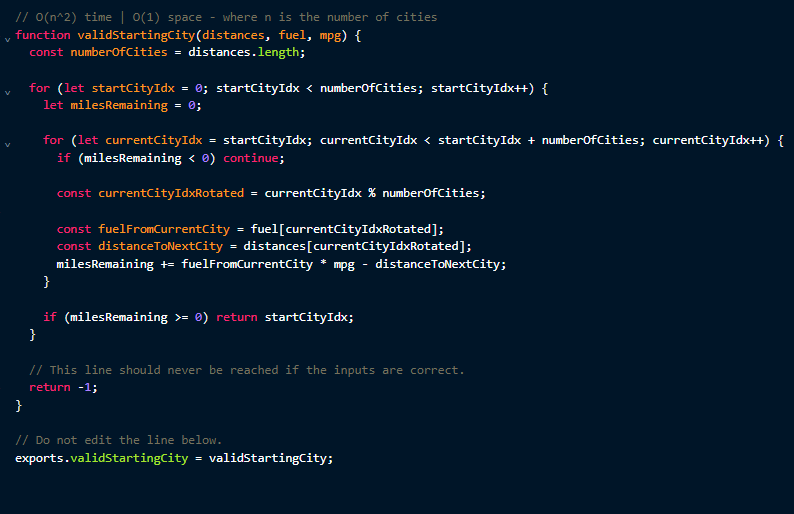 // O(n^2) time | O(1) space - where n is the number of cities
function validStartingCity(distances, fuel, mpg) {
const numberOfCities = distances.length;
for (let startCityIdx = 0; startCityIdx < numberOfCities; startCityIdx++) {
let milesRemaining = 0;
for (let currentCityIdx = startCityIdx; currentCityIdx < startCityIdx + numberOfCities; currentCityIdx++) {
if (milesRemaining < 0) continue;
const currentCityIdxRotated = currentCityIdx % numberOfCities;
const fuelFromCurrentCity = fuel[currentCityIdxRotated];
const distanceToNextCity = distances[currentCityIdxRotated];
milesRemaining += fuelFromCurrentCity * mpg - distanceToNextCity;
}
if (milesRemaining >= 0) return startCityIdx;
}
// This line should never be reached if the inputs are correct.
return -1;
}
// Do not edit the line below.
exports.validStartingCity = validStartingCity;